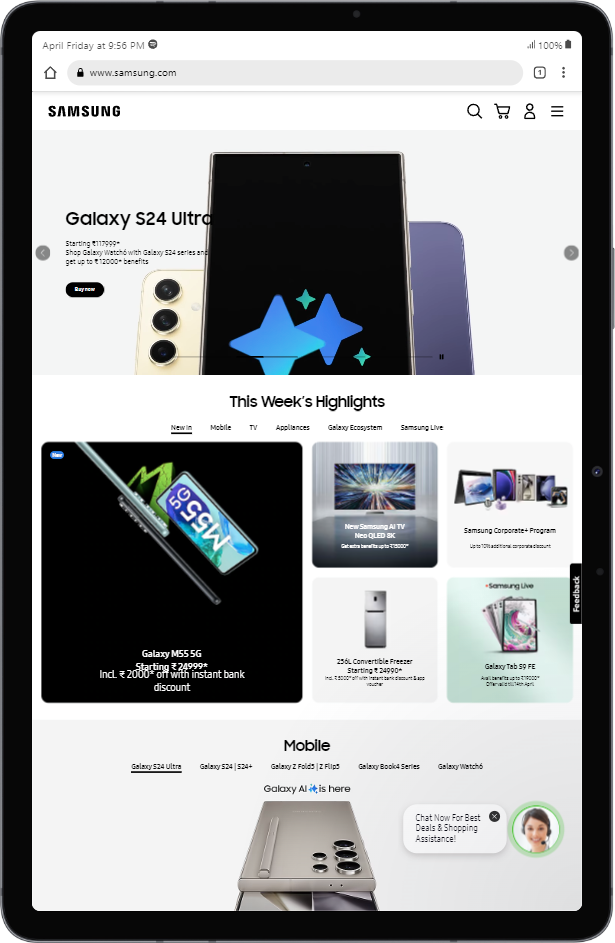 April Friday at 9:56 PM
100%
www.samsung.com
1
SAMSUNG
Galaxy S24 Ultra
Starting ₹117999*
Shop Galaxy Watch6 with Galaxy S24 series and
get up to ₹12000* benefits
Buy now
This Week's Highlights
New in
Mobile
TV
Appliances
Galaxy Ecosystem
Samsung Live
New
M55 5G
Galaxy M55 5G
Starting ₹ 24999*
Incl. ₹ 2000* off with instant bank
discount
New Samsung AI TV
Neo QLED 8K
Get extra benefits up to ₹15000*
Samsung Corporate+ Program
Up to 10% additional corporate discount
256L Convertible Freezer
Starting ₹ 24990*
Incl. ₹ 5000* off with instant bank discount & app
voucher
Samsung Live
Galaxy Tab S9 FE
Avail benefits up to ₹19000*
Offer valid till 14th April
Feedback
Mobile
Galaxy S24 Ultra
Galaxy S24 | S24+
Galaxy Z Fold5 | Z Flip5
Galaxy Book4 Series
Galaxy Watch6
Galaxy AI is here
Chat Now For Best
Deals & Shopping
Assistance!